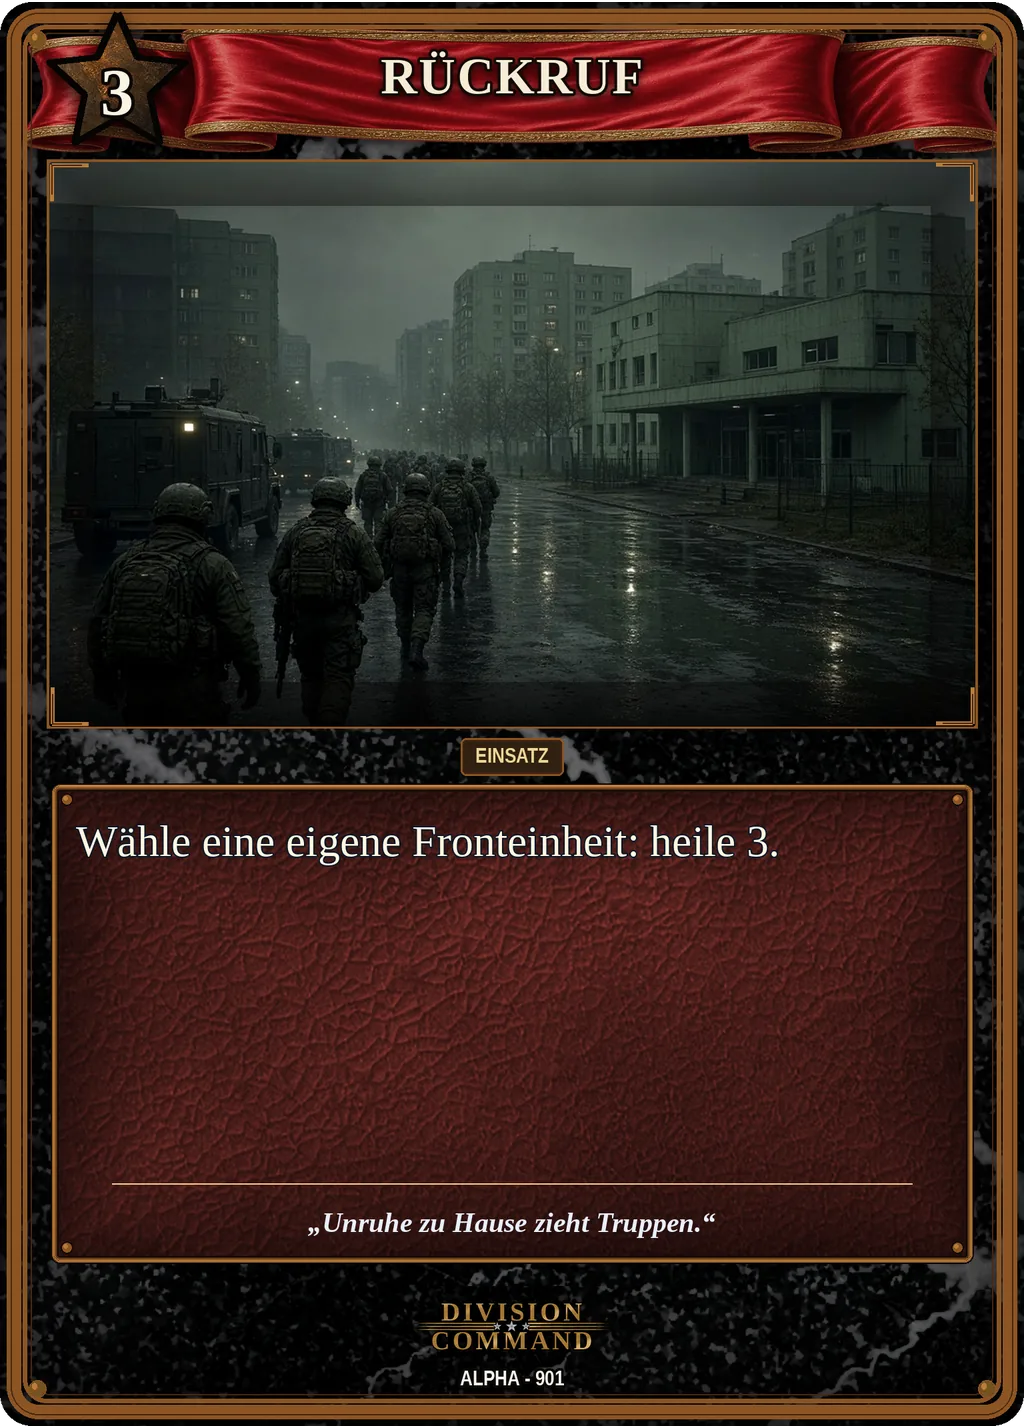 3
RÜCKRUF
EINSATZ
Wähle eine eigene Fronteinheit: heile 3.
„Unruhe zu Hause zieht Truppen.“
DIVISION
COMMAND
ALPHA - 901